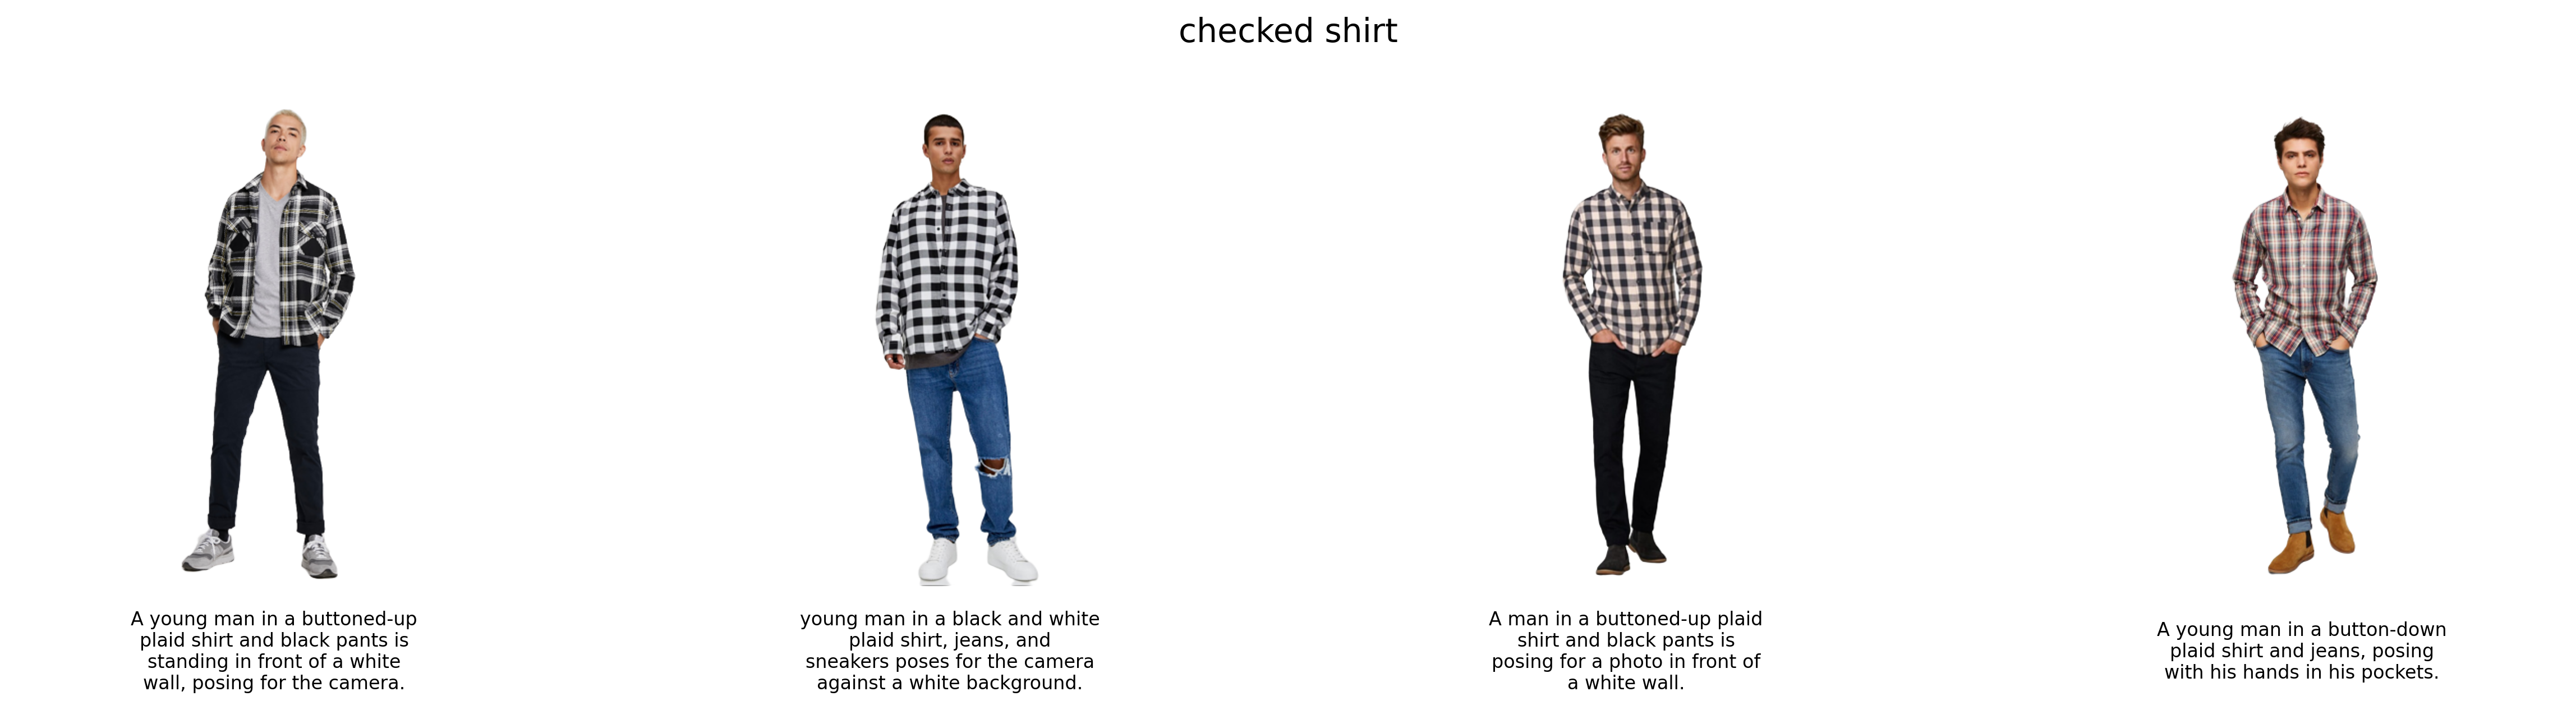 checked shirt
A young man in a buttoned-up
plaid shirt and black pants is
standing in front of a white
wall, posing for the camera.
young man in a black and white
plaid shirt, jeans, and
sneakers poses for the camera
against a white background.
A man in a buttoned-up plaid
shirt and black pants is
posing for a photo in front of
a white wall.
A young man in a button-down
plaid shirt and jeans, posing
with his hands in his pockets.